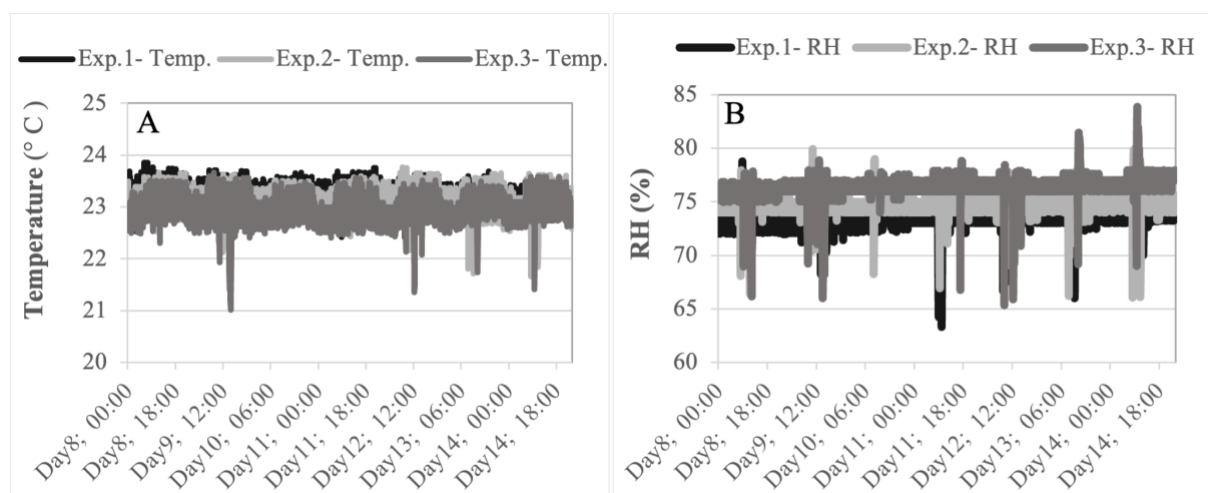 Exp.1- Temp.
Exp.2- Temp.
Exp.3- Temp.
A
Temperature (° C )
25
24
23
22
21
20
Day8; 00:00
Day8; 18:00
Day9; 12:00
Day10; 06:00
Day11; 00:00
Day11; 18:00
Day12; 12:00
Day13; 06:00
Day14; 00:00
Day14; 18:00
Exp.1- RH
Exp.2- RH
Exp.3- RH
B
RH (%)
85
80
75
70
65
60
Day8; 00:00
Day8; 18:00
Day9; 12:00
Day10; 06:00
Day11; 00:00
Day11; 18:00
Day12; 12:00
Day13; 06:00
Day14; 00:00
Day14; 18:00